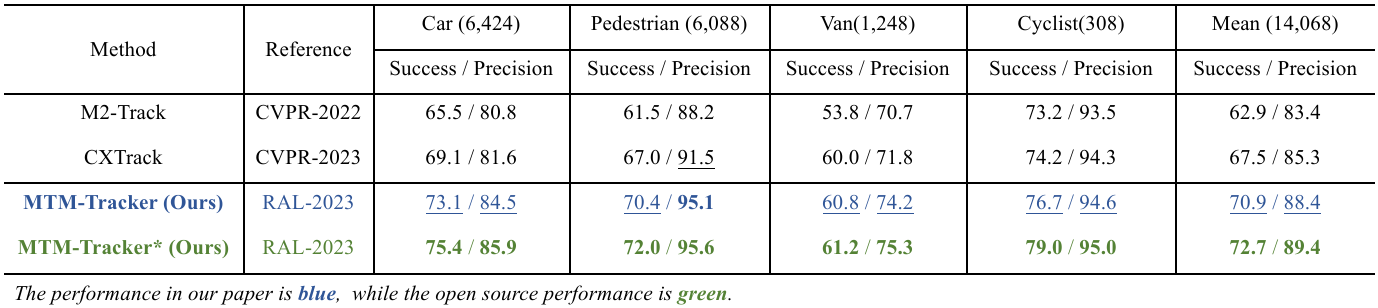 Method Reference Car (6,424) Pedestrian (6,088) Van(1,248) Cyclist(308) Mean (14,068)
Success / Precision Success / Precision Success / Precision Success / Precision Success / Precision
M2-Track CVPR-2022 65.5 / 80.8 61.5 / 88.2 53.8 / 70.7 73.2 / 93.5 62.9 / 83.4
CXTrack CVPR-2023 69.1 / 81.6 67.0 / 91.5 60.0 / 71.8 74.2 / 94.3 67.5 / 85.3
MTM-Tracker (Ours) RAL-2023 73.1 / 84.5 70.4 / 95.1 60.8 / 74.2 76.7 / 94.6 70.9 / 88.4
MTM-Tracker* (Ours) RAL-2023 75.4 / 85.9 72.0 / 95.6 61.2 / 75.3 79.0 / 95.0 72.7 / 89.4
The performance in our paper is blue, while the open source performance is green.